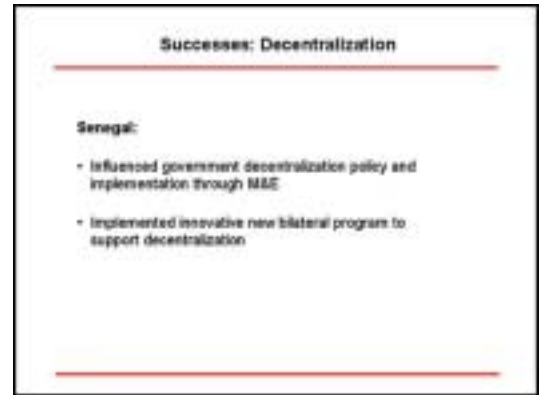 Successes: Decentralization
Senegal:
• Influenced government decentralization policy and
implementation through M&E
• Implemented innovative new bilateral program to
support decentralization